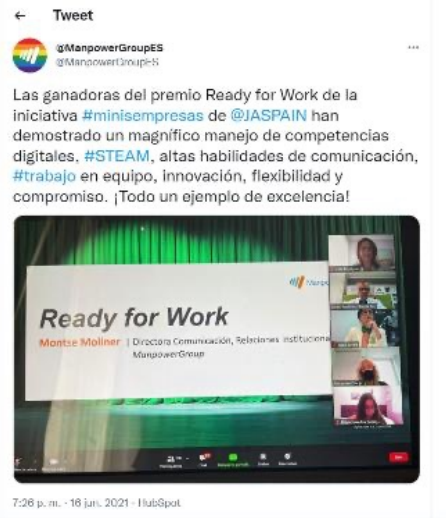 Tweet
@ManpowerGroupES
@ManpowerGroupES
Las ganadoras del premio Ready for Work de la
iniciativa #minisempresas de @JASPAIN han
demostrado un magnífico manejo de competencias
digitales, #STEAM, altas habilidades de comunicación,
#trabajo en equipo, innovación, flexibilidad y
compromiso. ¡Todo un ejemplo de excelencia!
Ready for Work
Montse Moliner | Directora Comunicación, Relaciones Instituciona
ManpowerGroup
7:26 p. m. · 16 jun. 2021 · HubSpot